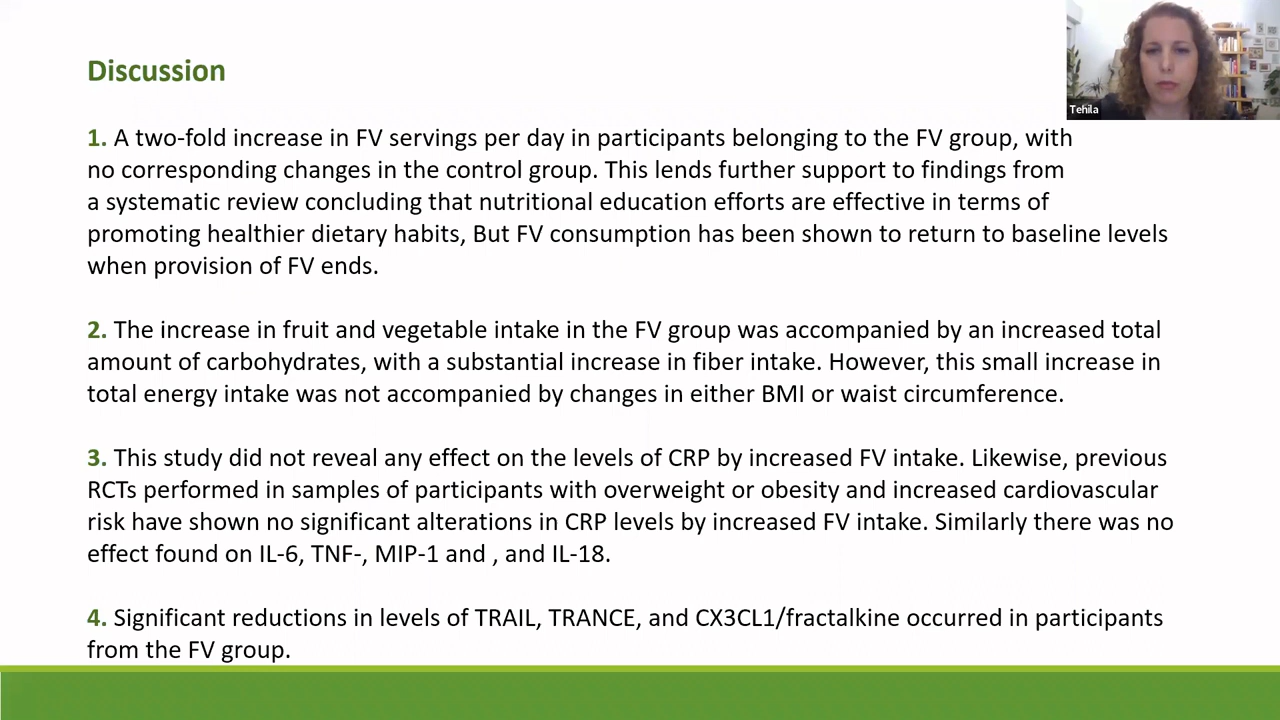 Discussion
Tehila
1. A two-fold increase in FV servings per day in participants belonging to the FV group, with
no corresponding changes in the control group. This lends further support to findings from
a systematic review concluding that nutritional education efforts are effective in terms of
promoting healthier dietary habits, But FV consumption has been shown to return to baseline levels
when provision of FV ends.
2. The increase in fruit and vegetable intake in the FV group was accompanied by an increased total
amount of carbohydrates, with a substantial increase in fiber intake. However, this small increase in
total energy intake was not accompanied by changes in either BMI or waist circumference.
3. This study did not reveal any effect on the levels of CRP by increased FV intake. Likewise, previous
RCTs performed in samples of participants with overweight or obesity and increased cardiovascular
risk have shown no significant alterations in CRP levels by increased FV intake. Similarly there was no
effect found on IL-6, TNF-, MIP-1 and , and IL-18.
4. Significant reductions in levels of TRAIL, TRANCE, and CX3CL1/fractalkine occurred in participants
from the FV group.